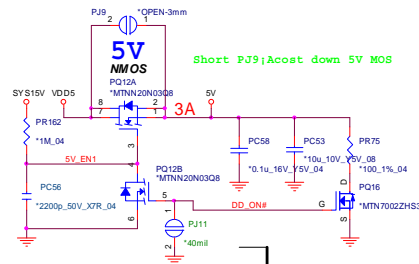 PJ9
2 1 *OPEN-3mm
5V
NMOS
Short PJ9;Acost down 5V MOS
SYS15V VDD5 PQ12A 5V
*MTNN20N03Q8
8 2
7 1
3A
PR162
*1M_04
3
PC58
*0.1u_16V_Y5V_04
PC53
*10u_10V_Y5V_08
PR75
*100_1%_04
5V_EN1
4
PQ12B
*MTNN20N03Q8
PC56
*2200p_50V_X7R_04
5
6
1
PJ11
*40mil
2
DD_ON#
G
D
S
PQ16
*MTN7002ZHS3